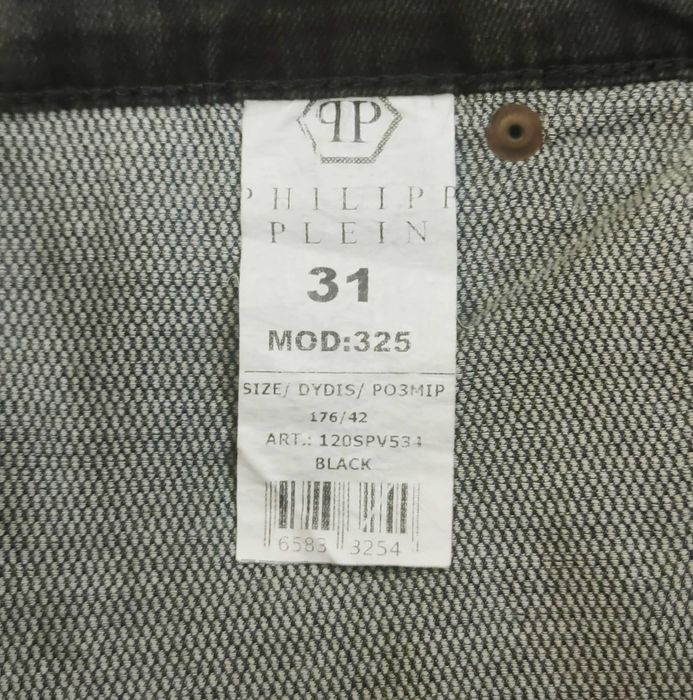 PP
PHILIPP
PLEIN
31
MOD:325
SIZE/ DYDIS/ PO3MIP
176/42
ART.: 120SPV534
BLACK
6583 3254